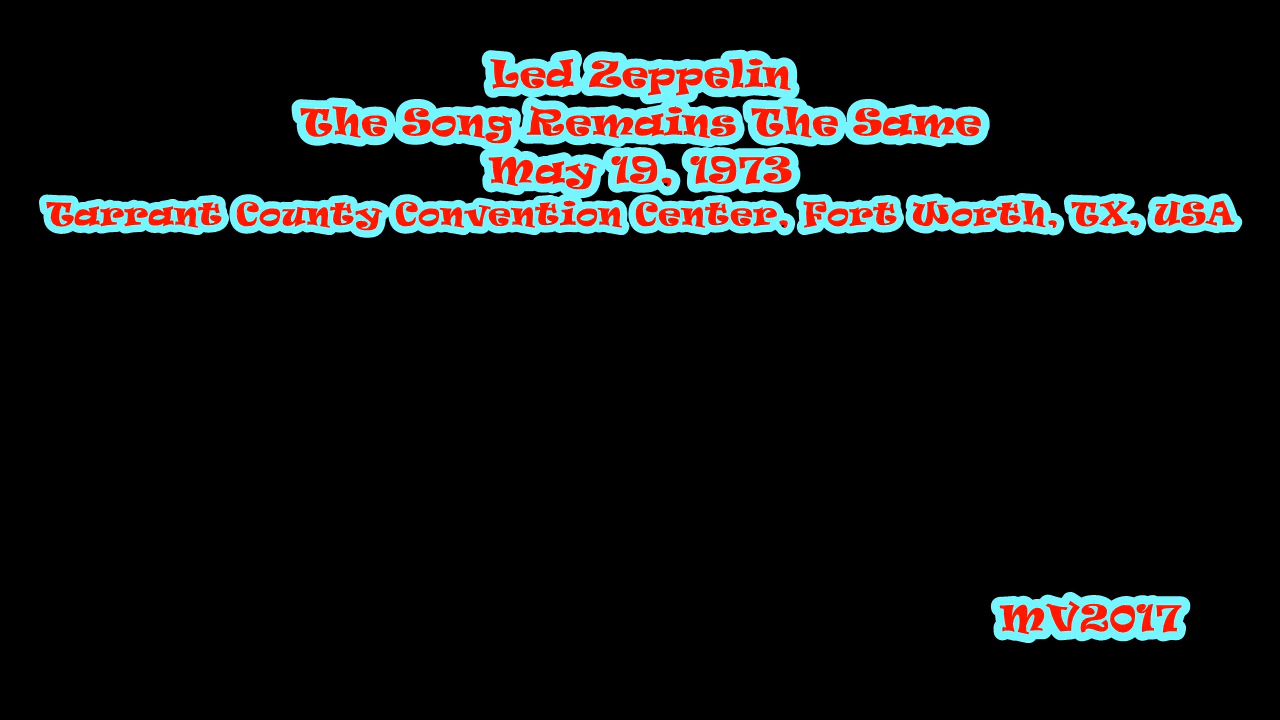 Led Zeppelin
The Song Remains The Same
May 19, 1973
Tarrant County Convention Center, Fort Worth, TX, USA
MV2017